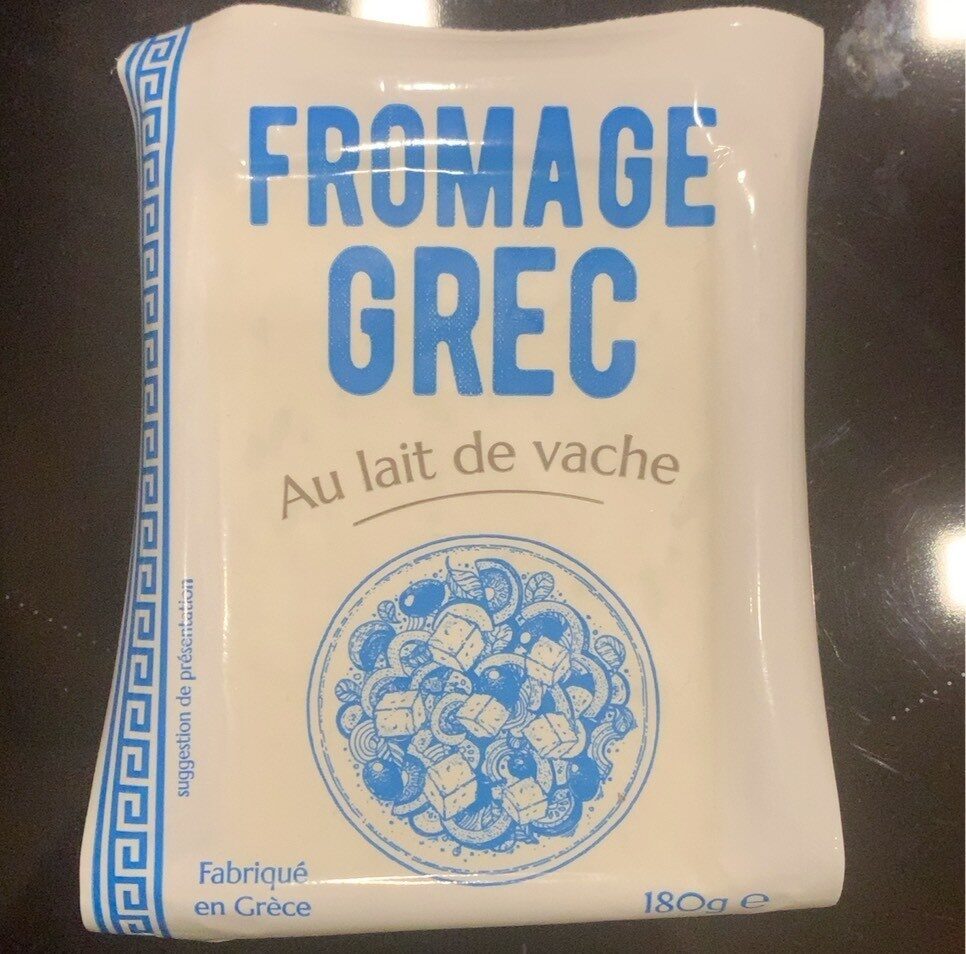 FROMAGE
GREC
Au lait de vache
suggestion de présentation
Fabriqué
en Grèce
180g e